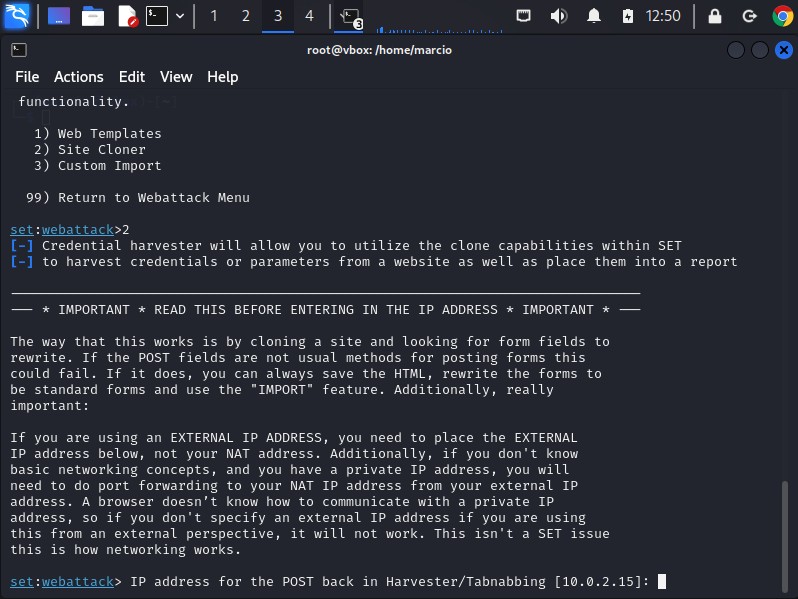 1 2 3 4 3 12:50
root@vbox: /home/marcio
File Actions Edit View Help
functionality.
1) Web Templates
2) Site Cloner
3) Custom Import
99) Return to Webattack Menu
set:webattack>2
[-] Credential harvester will allow you to utilize the clone capabilities within SET
[-] to harvest credentials or parameters from a website as well as place them into a report
--- * IMPORTANT * READ THIS BEFORE ENTERING IN THE IP ADDRESS * IMPORTANT * ---
The way that this works is by cloning a site and looking for form fields to
rewrite. If the POST fields are not usual methods for posting forms this
could fail. If it does, you can always save the HTML, rewrite the forms to
be standard forms and use the "IMPORT" feature. Additionally, really
important:
If you are using an EXTERNAL IP ADDRESS, you need to place the EXTERNAL
IP address below, not your NAT address. Additionally, if you don't know
basic networking concepts, and you have a private IP address, you will
need to do port forwarding to your NAT IP address from your external IP
address. A browser doesn’t know how to communicate with a private IP
address, so if you don't specify an external IP address if you are using
this from an external perspective, it will not work. This isn't a SET issue
this is how networking works.
set:webattack> IP address for the POST back in Harvester/Tabnabbing [10.0.2.15]: